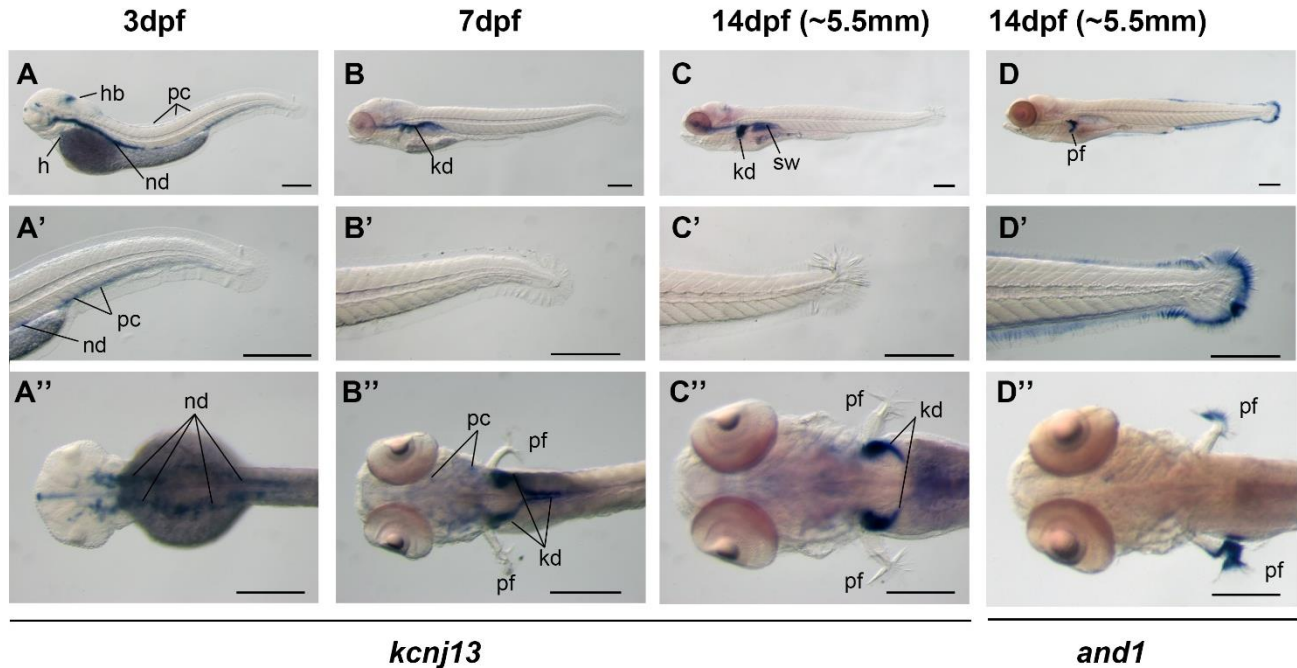 3dpf 7dpf 14dpf (~5.5mm) 14dpf (~5.5mm)
A hb pc h nd
B kd
C kd sw
D pf
A’ pc nd
B’
C’
D’
A’’ nd
B’’ pc pf kd pf
C’’ pf kd pf
D’’ pf pf
kcnj13 and1